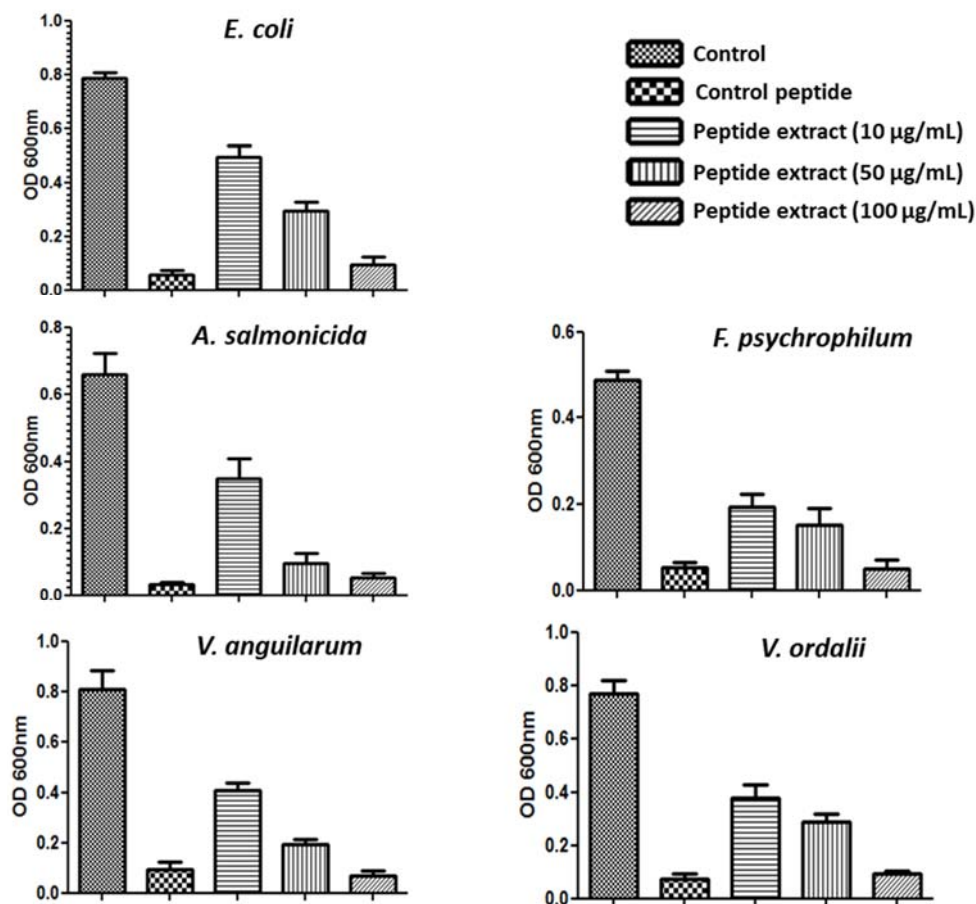 E. coli
1.0
0.8
0.6
0.4
0.2
0.0
OD 600nm
Control
Control peptide
Peptide extract (10 µg/mL)
Peptide extract (50 µg/mL)
Peptide extract (100 µg/mL)
A. salmonicida
0.8
0.6
0.4
0.2
0.0
OD 600nm
F. psychrophilum
0.6
0.4
0.2
0.0
OD 600nm
V. anguilarum
1.0
0.8
0.6
0.4
0.2
0.0
OD 600nm
V. ordalii
1.0
0.8
0.6
0.4
0.2
0.0
OD 600nm